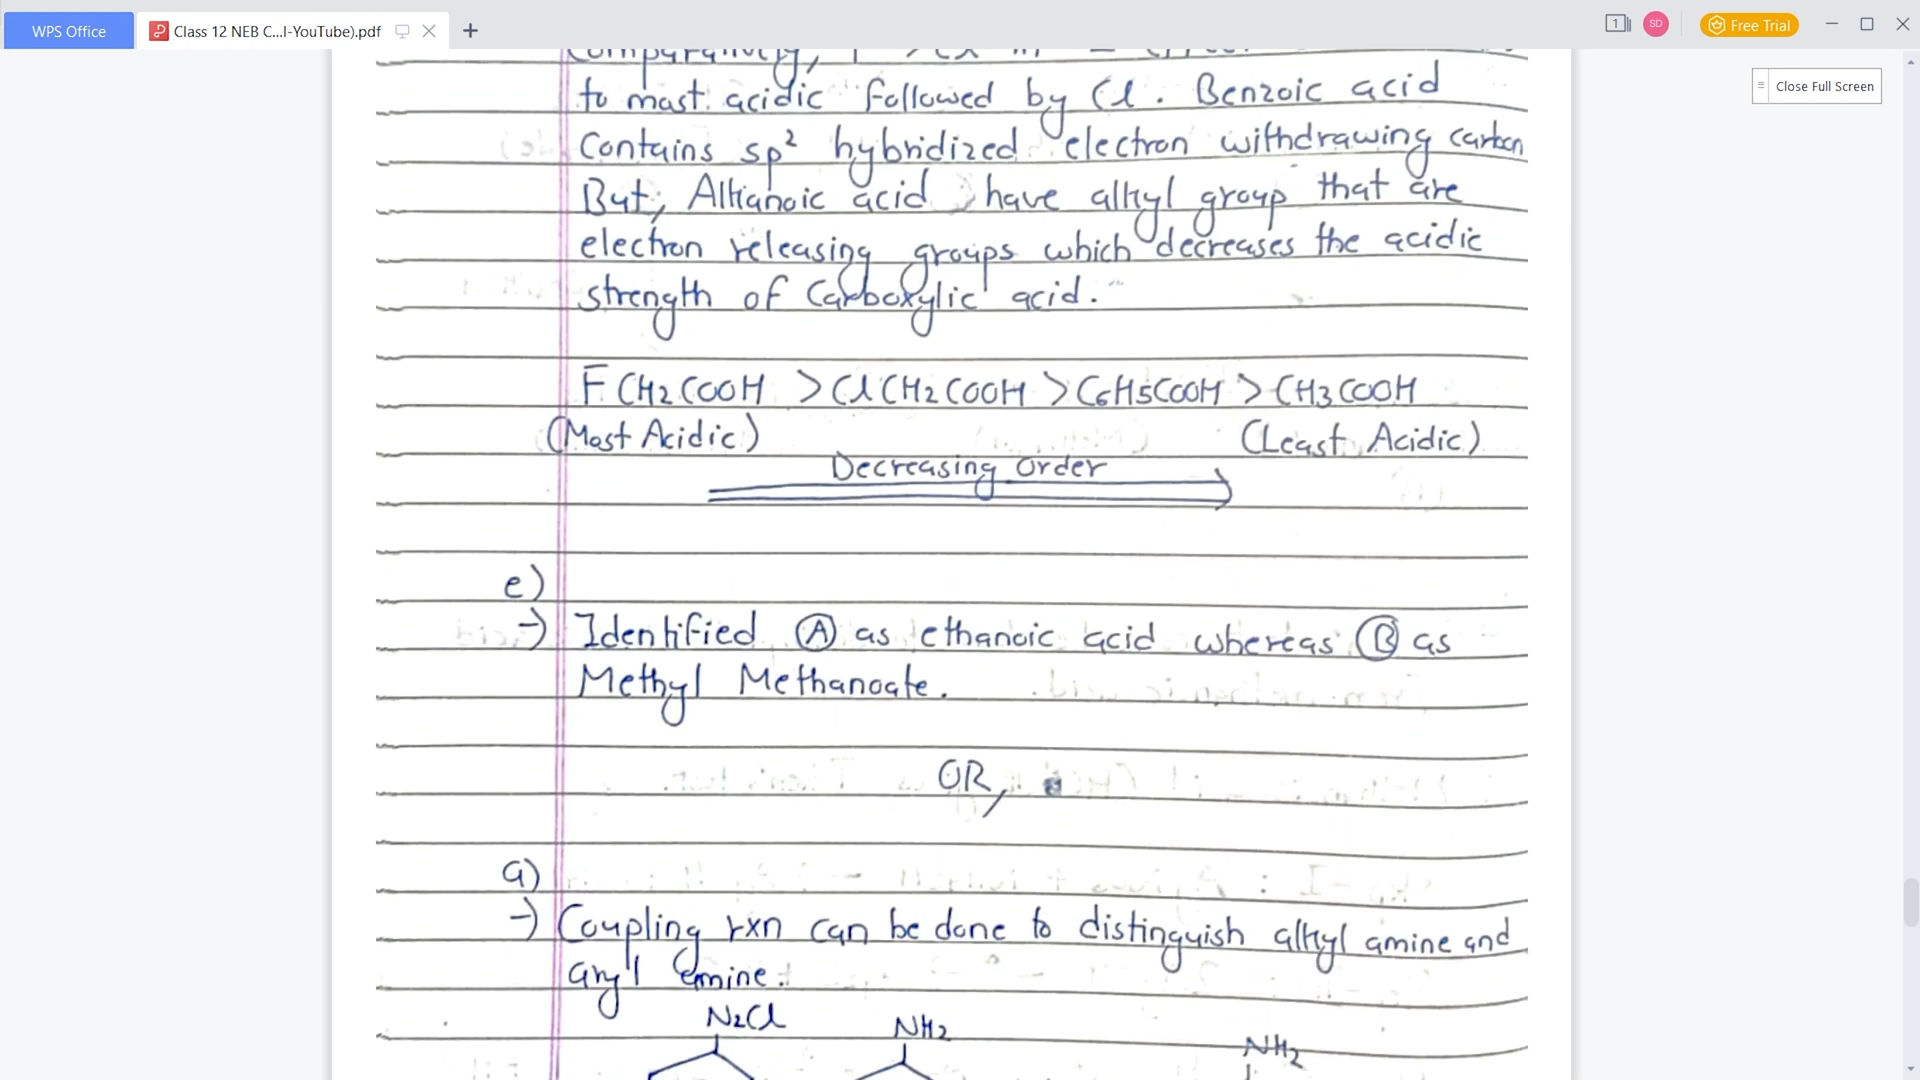 WPS Office
Class 12 NEB C...l-YouTube).pdf
1
SD
Free Trial
Close Full Screen
to mast acidic followed by Cl. Benzoic acid
Contains sp² hybridized electron withdrawing carbon
But, Alkanoic acid have alkyl group that are
electron releasing groups which decreases the acidic
strength of Carboxylic acid.
FCH2COOH > ClCH2COOH > C6H5COOH > CH3COOH
(Most Acidic) (Least Acidic)
Decreasing Order
e)
→ Identified Ⓐ as ethanoic acid whereas Ⓑ as
Methyl Methanoate.
OR,
a)
→ Coupling rxn can be done to distinguish alkyl amine and
aryl emine.
N2Cl NH2 NH2